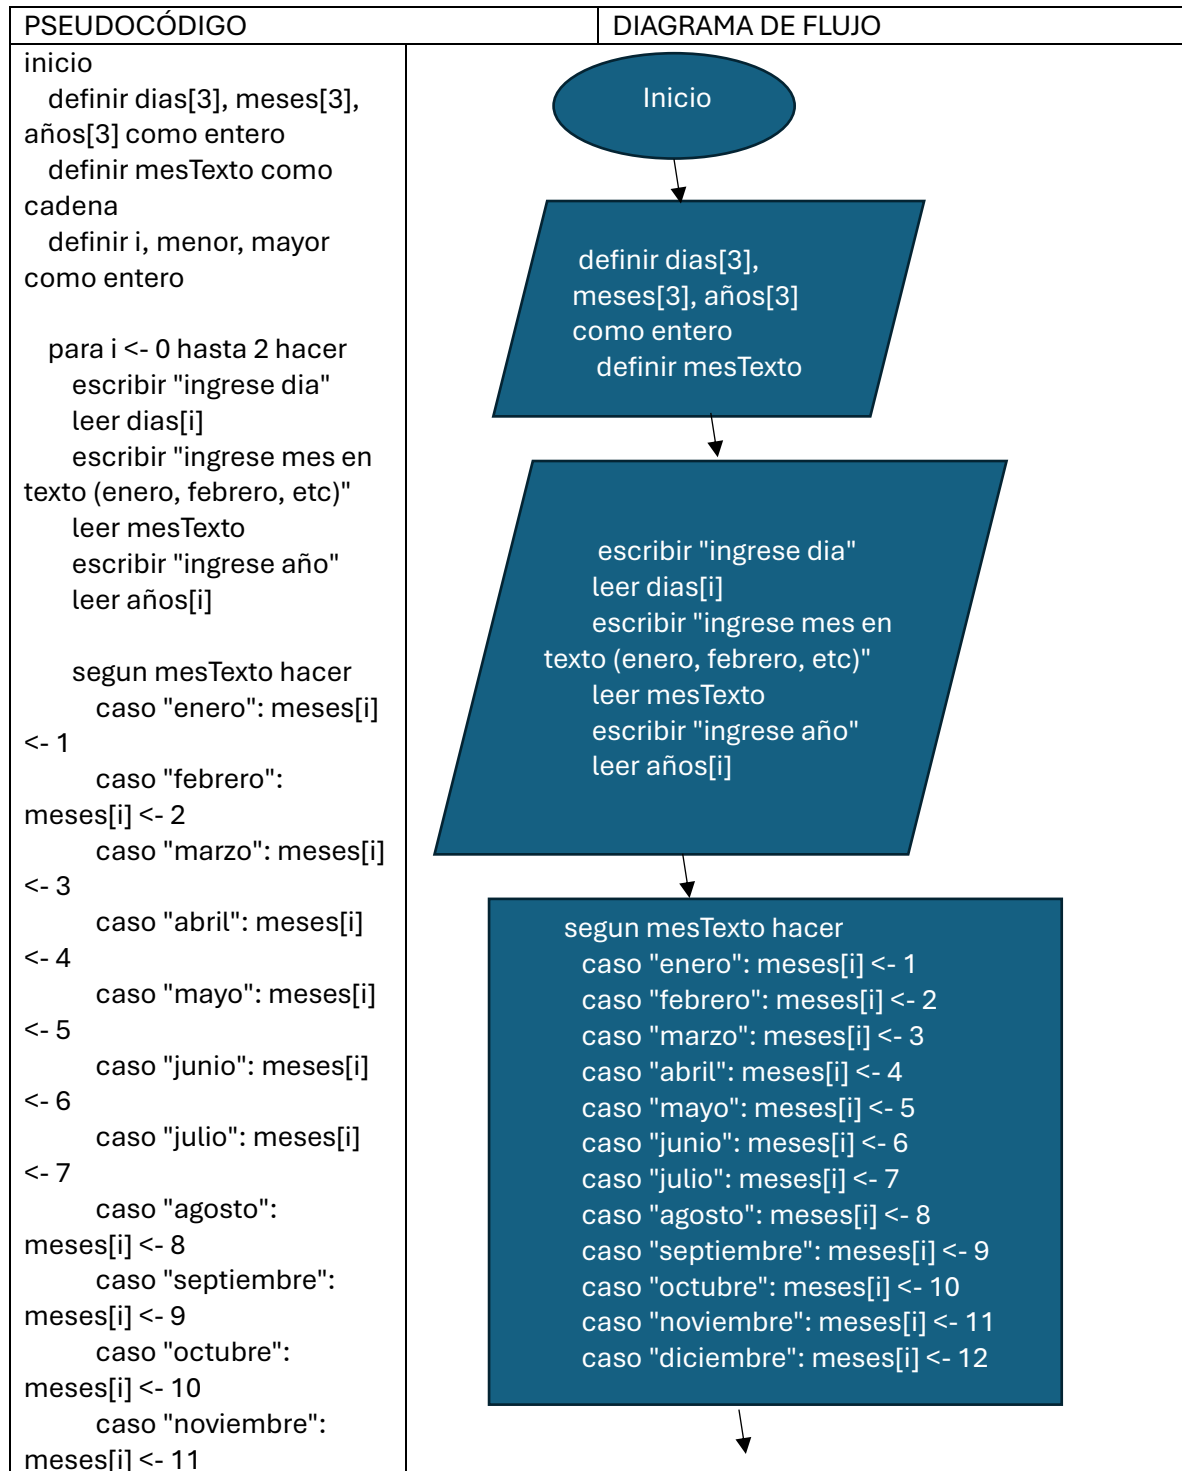 PSEUDOCÓDIGO
DIAGRAMA DE FLUJO
inicio
definir dias[3], meses[3],
años[3] como entero
definir mesTexto como
cadena
definir i, menor, mayor
como entero
para i <- 0 hasta 2 hacer
escribir "ingrese dia"
leer dias[i]
escribir "ingrese mes en
texto (enero, febrero, etc)"
leer mesTexto
escribir "ingrese año"
leer años[i]
segun mesTexto hacer
caso "enero": meses[i]
<- 1
caso "febrero":
meses[i] <- 2
caso "marzo": meses[i]
<- 3
caso "abril": meses[i]
<- 4
caso "mayo": meses[i]
<- 5
caso "junio": meses[i]
<- 6
caso "julio": meses[i]
<- 7
caso "agosto":
meses[i] <- 8
caso "septiembre":
meses[i] <- 9
caso "octubre":
meses[i] <- 10
caso "noviembre":
meses[i] <- 11
Inicio
definir dias[3],
meses[3], años[3]
como entero
definir mesTexto
escribir "ingrese dia"
leer dias[i]
escribir "ingrese mes en
texto (enero, febrero, etc)"
leer mesTexto
escribir "ingrese año"
leer años[i]
segun mesTexto hacer
caso "enero": meses[i] <- 1
caso "febrero": meses[i] <- 2
caso "marzo": meses[i] <- 3
caso "abril": meses[i] <- 4
caso "mayo": meses[i] <- 5
caso "junio": meses[i] <- 6
caso "julio": meses[i] <- 7
caso "agosto": meses[i] <- 8
caso "septiembre": meses[i] <- 9
caso "octubre": meses[i] <- 10
caso "noviembre": meses[i] <- 11
caso "diciembre": meses[i] <- 12